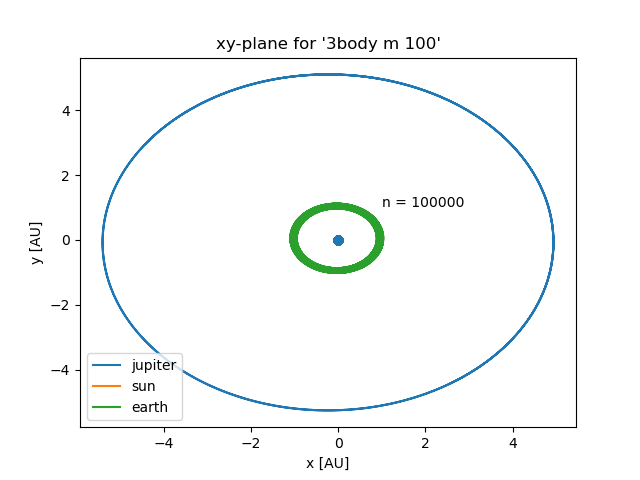 xy-plane for '3body m 100'
4
2
0
−2
−4
y [AU]
n = 100000
jupiter
sun
earth
−4
−2
0
2
4
x [AU]